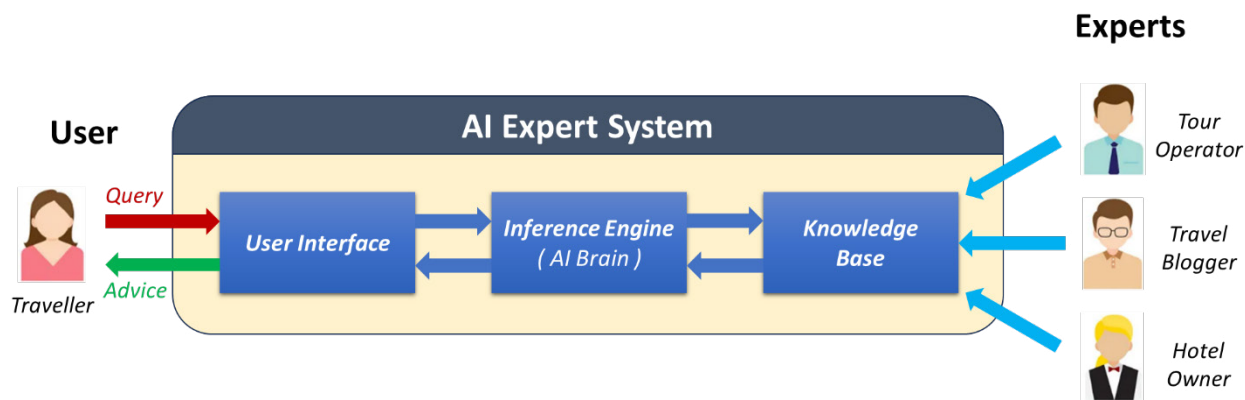 Experts
User
AI Expert System
Tour
Operator
Query
User Interface
Inference Engine
( AI Brain )
Knowledge
Base
Travel
Blogger
Advice
Traveller
Hotel
Owner